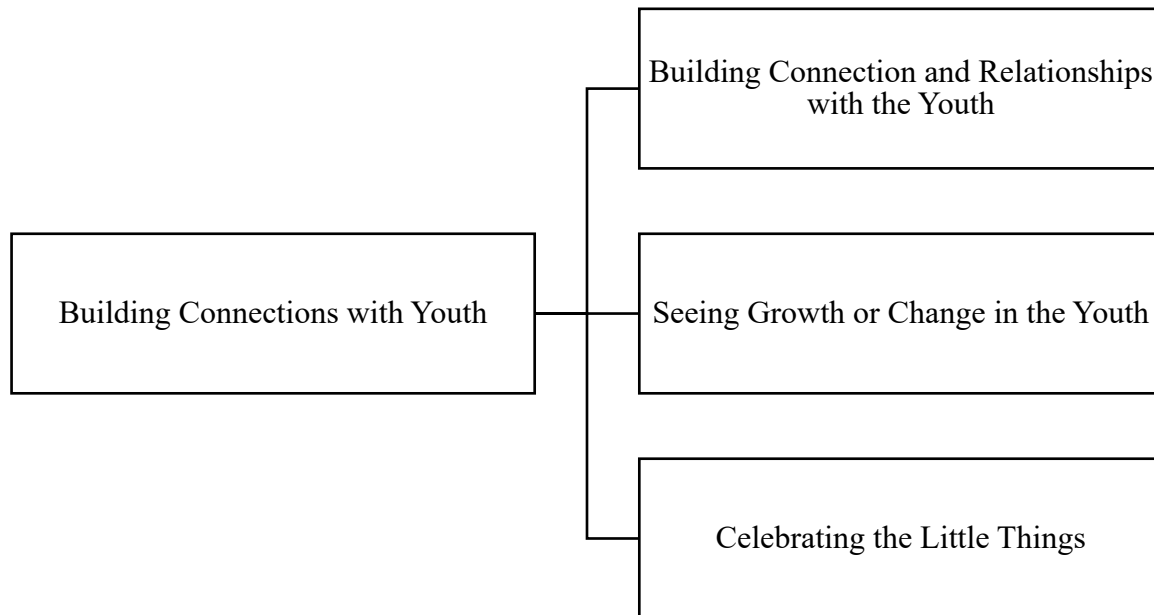 Building Connection and Relationships
with the Youth
Building Connections with Youth
Seeing Growth or Change in the Youth
Celebrating the Little Things